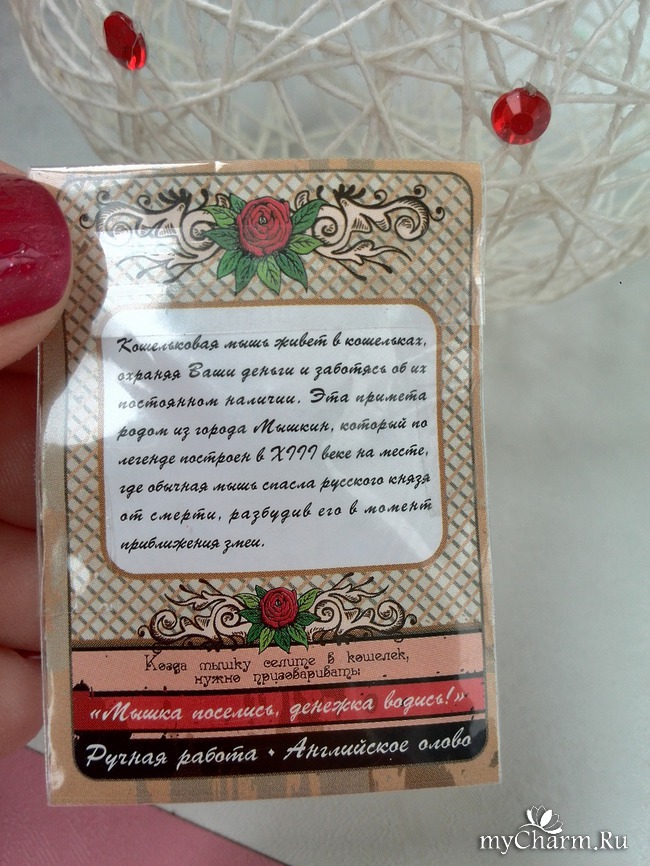 Кошельковая мышь живет в кошельках,
охраняя Ваши деньги и заботясь об их
постоянном наличии. Эта примета
родом из города Мышкин, который по
легенде построен в XIII веке на месте,
где обычная мышь спасла русского князя
от смерти, разбудив его в момент
приближения змеи.
Когда мышку селите в кошелек,
нужно приговаривать:
«Мышка поселись, денежка водись!»
Ручная работа • Английское олово
myCharm.Ru